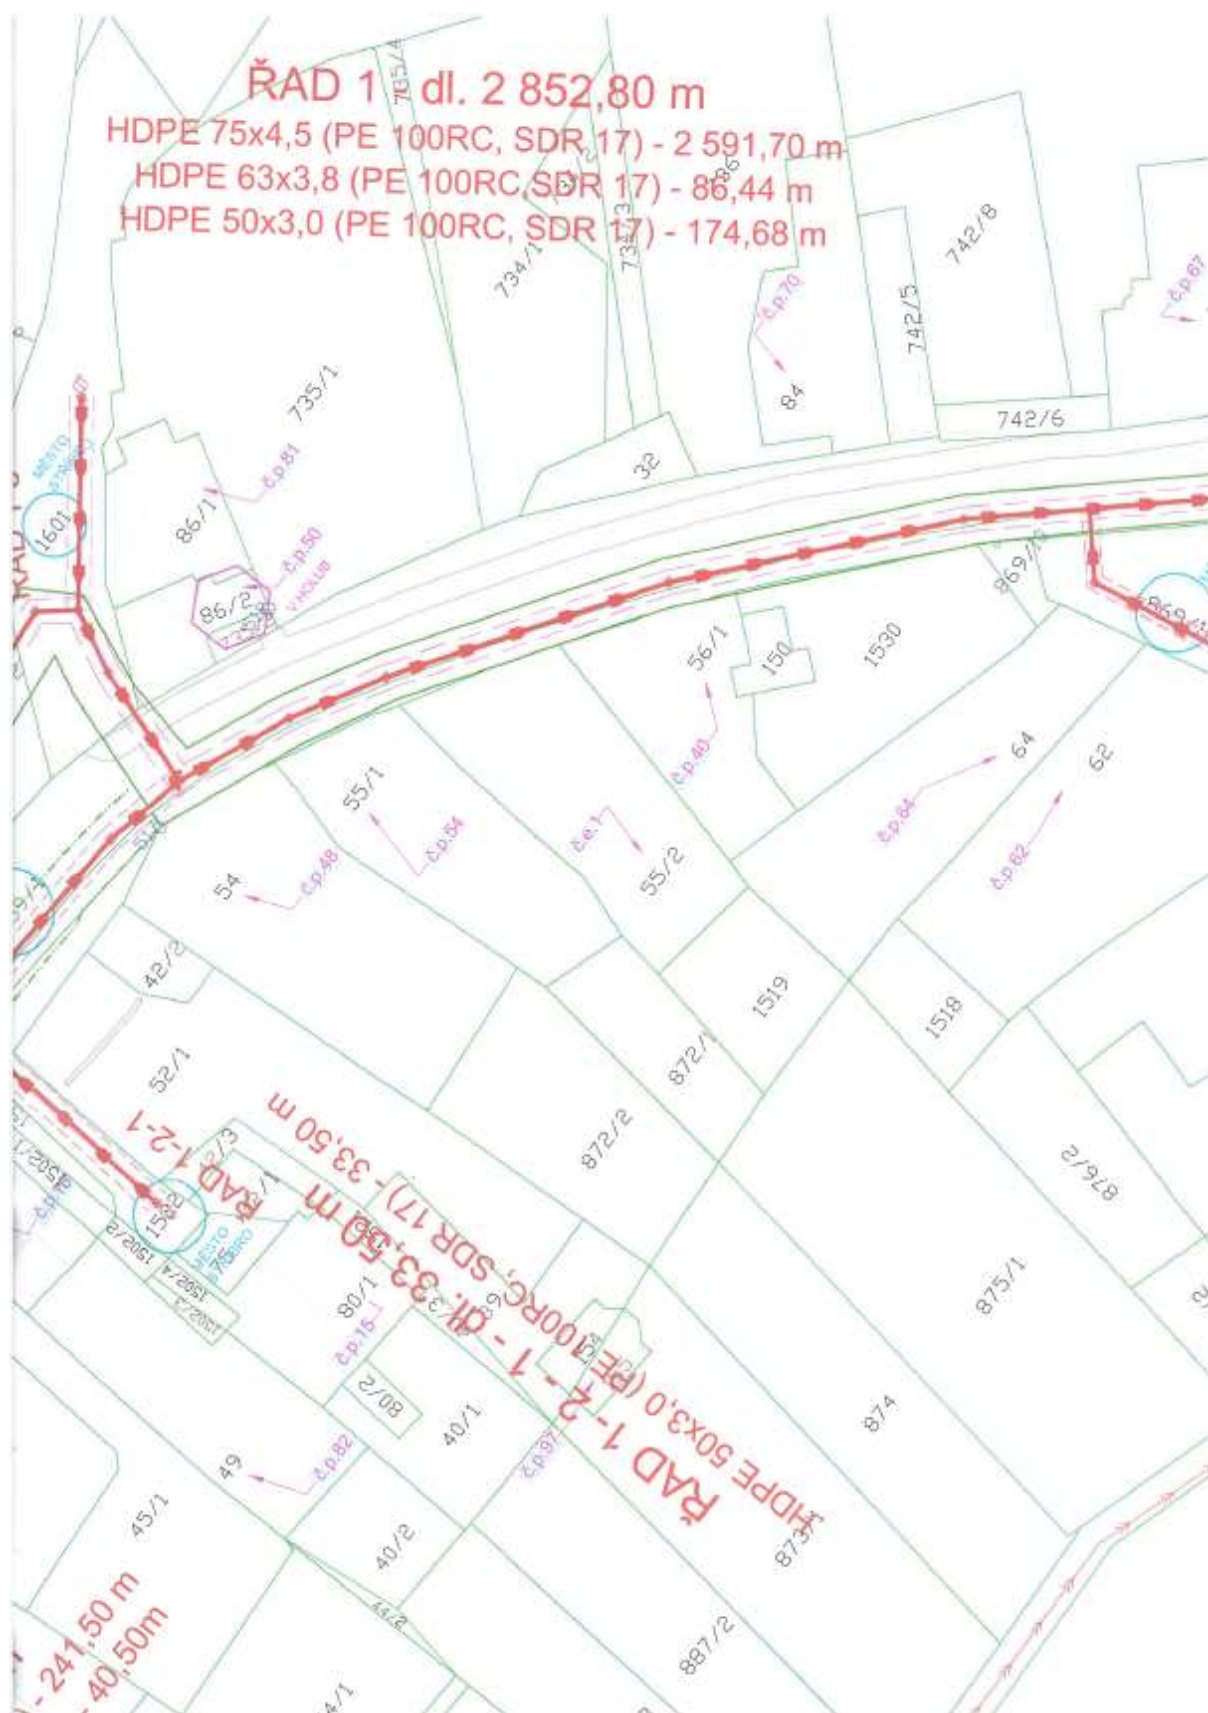 ŘAD 1 dl. 2 852,80 m
HDPE 75x4,5 (PE 100RC, SDR 17) - 2 591,70 m
HDPE 63x3,8 (PE 100RC, SDR 17) - 86,44 m
HDPE 50x3,0 (PE 100RC, SDR 17) - 174,68 m
734/1
742/8
742/5
č.p.70
č.p.67
84
735/1
742/6
32
č.p.81
MĚSTO
1601
86/1
č.p.50
V HOLUB
86/2
56/1
150
1530
64
62
č.p.40
55/1
č.p.54
č.e.1
č.p.64
55/2
č.p.62
č.p.48
54
42/2
1519
1518
52/1
872/1
872/2
876/2
ŘAD 1-2-1
1502/2
1502/4
MĚSTO
80/1
č.p.15
875/1
80/2
40/1
874
č.p.97
ŘAD 1-2-1 - dl. 33,50 m
HDPE 50x3,0 (PE 100RC, SDR 17) - 33,50 m
49
č.p.82
45/1
40/2
44/2
887/2
- 241,50 m
- 40,50m